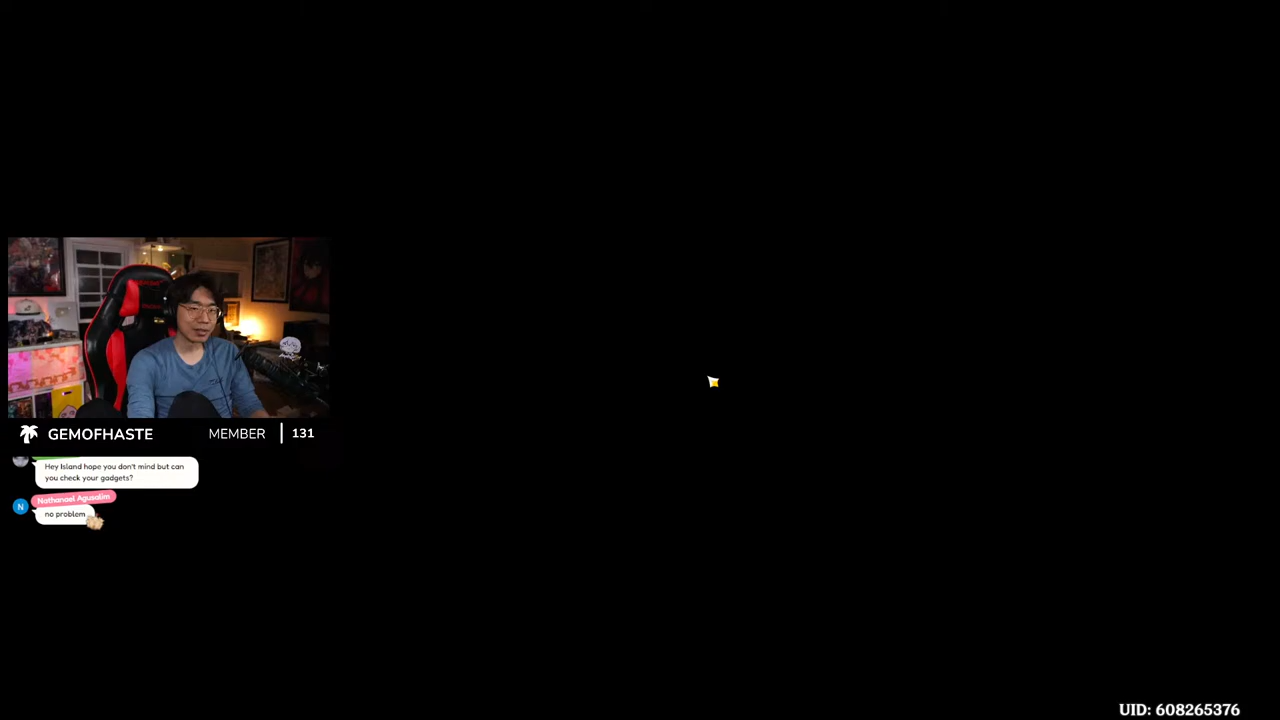 GEMOFHASTE
MEMBER
131
Hey Island hope you don't mind but can
you check your gadgets?
Nathanael Agusalim
N
no problem
UID: 608265376